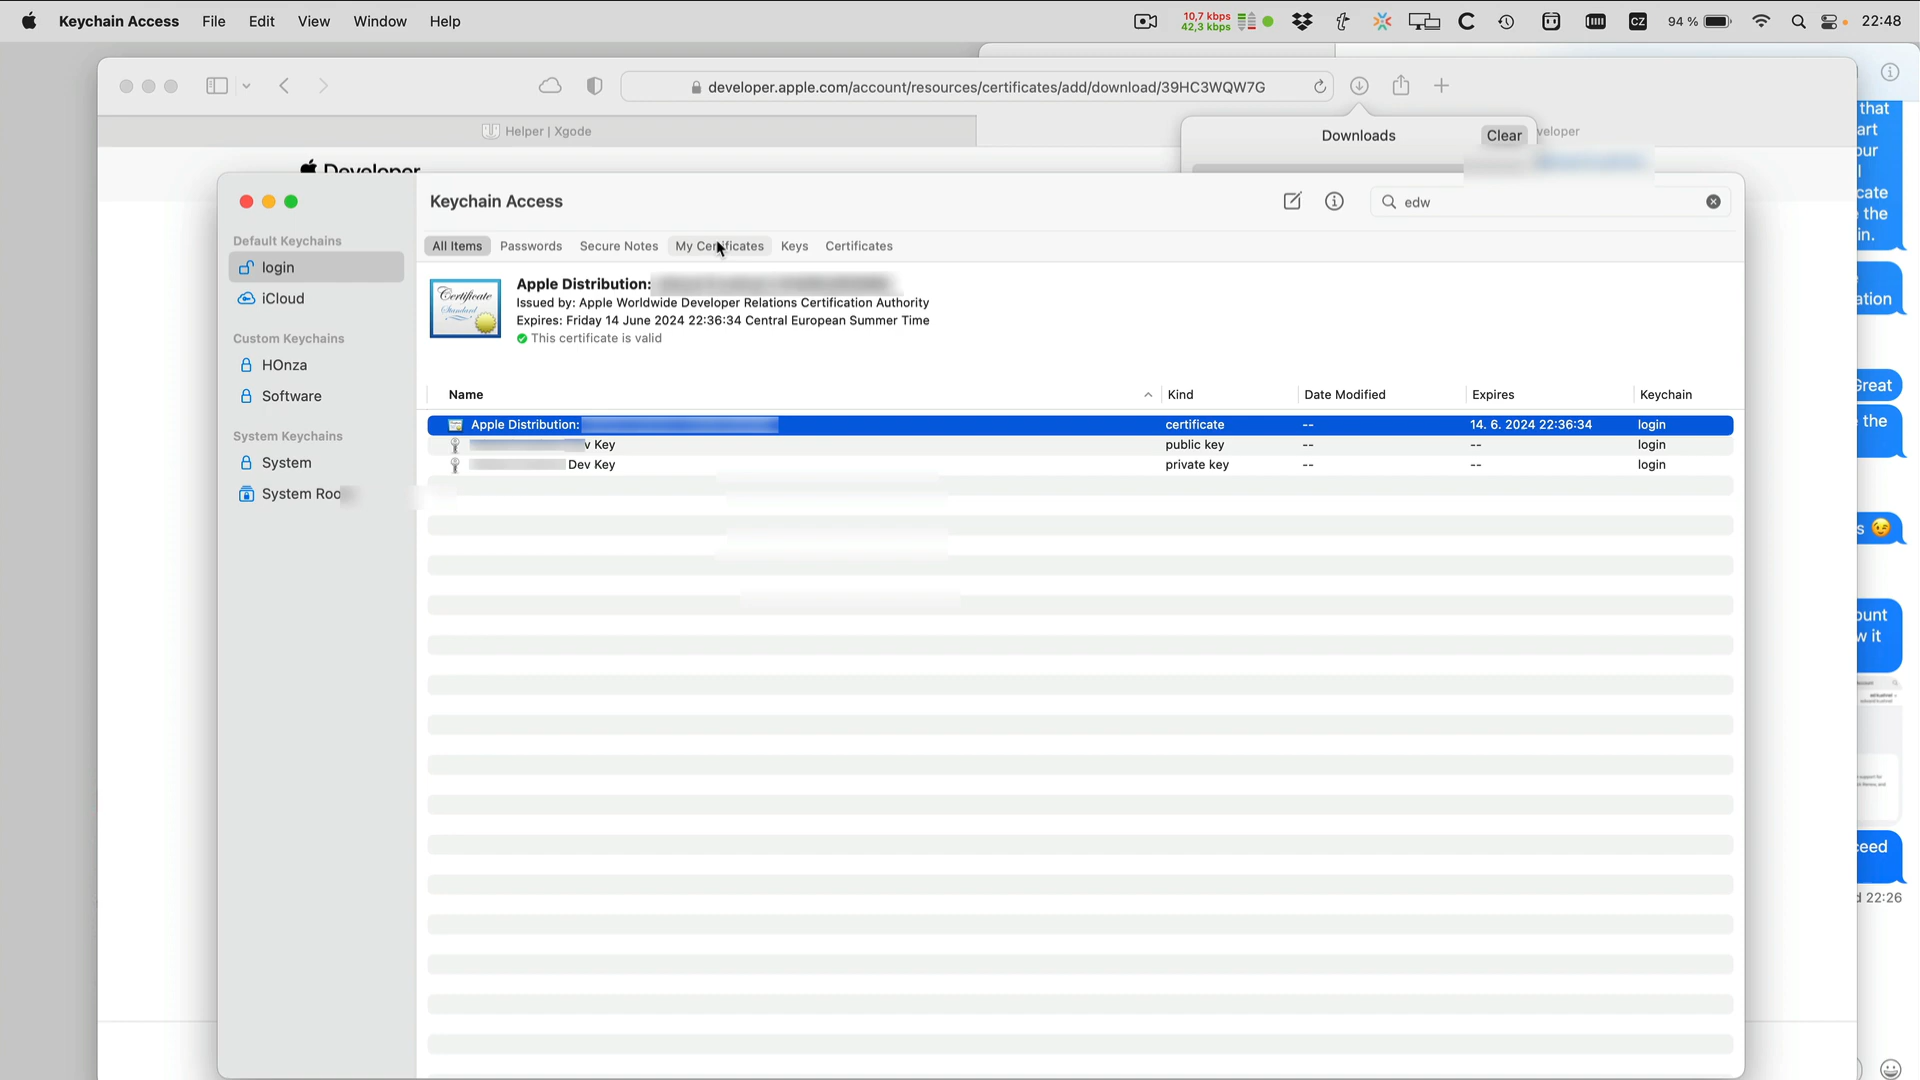 Keychain Access File Edit View Window Help
10,7 kbps
42,3 kbps
CZ 94 % 22:48
developer.apple.com/account/resources/certificates/add/download/39HC3WQW7G
Helper | Xgode
Downloads Clear
veloper
Developer
Keychain Access
edw
Default Keychains
login
iCloud
Custom Keychains
HOnza
Software
System Keychains
System
System Roo
All Items Passwords Secure Notes My Certificates Keys Certificates
Certificate
Standard
Apple Distribution:
Issued by: Apple Worldwide Developer Relations Certification Authority
Expires: Friday 14 June 2024 22:36:34 Central European Summer Time
This certificate is valid
Name Kind Date Modified Expires Keychain
Apple Distribution: certificate -- 14. 6. 2024 22:36:34 login
v Key public key -- -- login
Dev Key private key -- -- login
that
art
our
l
cate
the
in.
ation
Great
the
s 😉
ount
w it
ceed
d 22:26